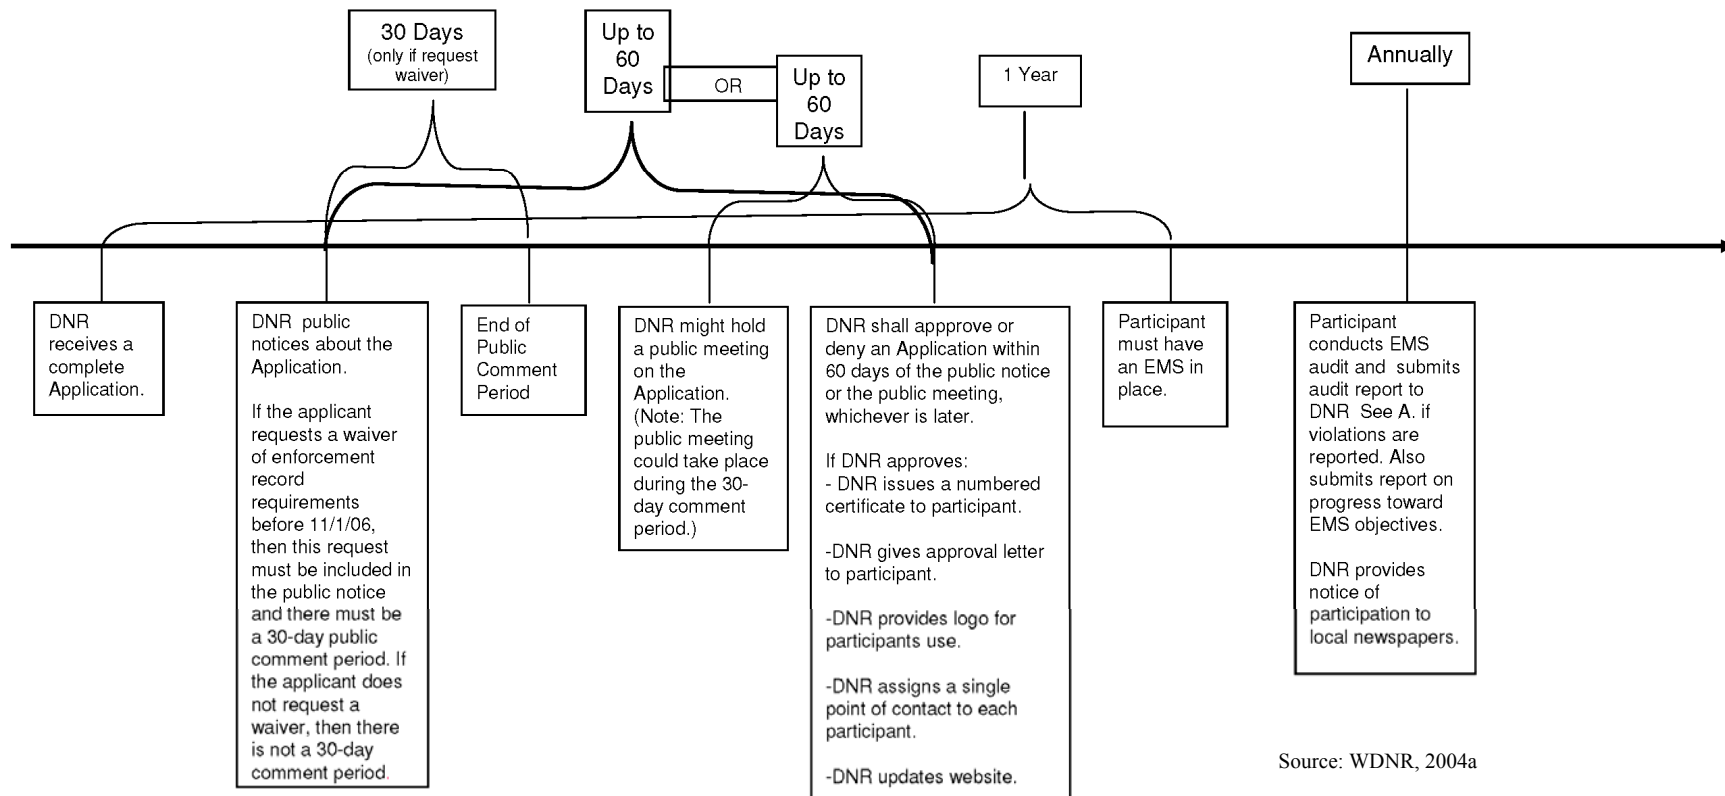 30 Days
(only if request
waiver)
Up to
60
Days
OR
Up to
60
Days
1 Year
Annually
DNR
receives a
complete
Application.
DNR public
notices about the
Application.
If the applicant
requests a waiver
of enforcement
record
requirements
before 11/1/06,
then this request
must be included in
the public notice
and there must be
a 30-day public
comment period. If
the applicant does
not request a
waiver, then there
is not a 30-day
comment period.
End of
Public
Comment
Period
DNR might hold
a public meeting
on the
Application.
(Note: The
public meeting
could take place
during the 30-
day comment
period.)
DNR shall appprove or
deny an Application within
60 days of the public notice
or the public meeting,
whichever is later.
If DNR approves:
- DNR issues a numbered
certificate to participant.
-DNR gives approval letter
to participant.
-DNR provides logo for
participants use.
-DNR assigns a single
point of contact to each
participant.
-DNR updates website.
Participant
must have
an EMS in
place.
Participant
conducts EMS
audit and submits
audit report to
DNR See A. if
violations are
reported. Also
submits report on
progress toward
EMS objectives.
DNR provides
notice of
participation to
local newspapers.
Source: WDNR, 2004a